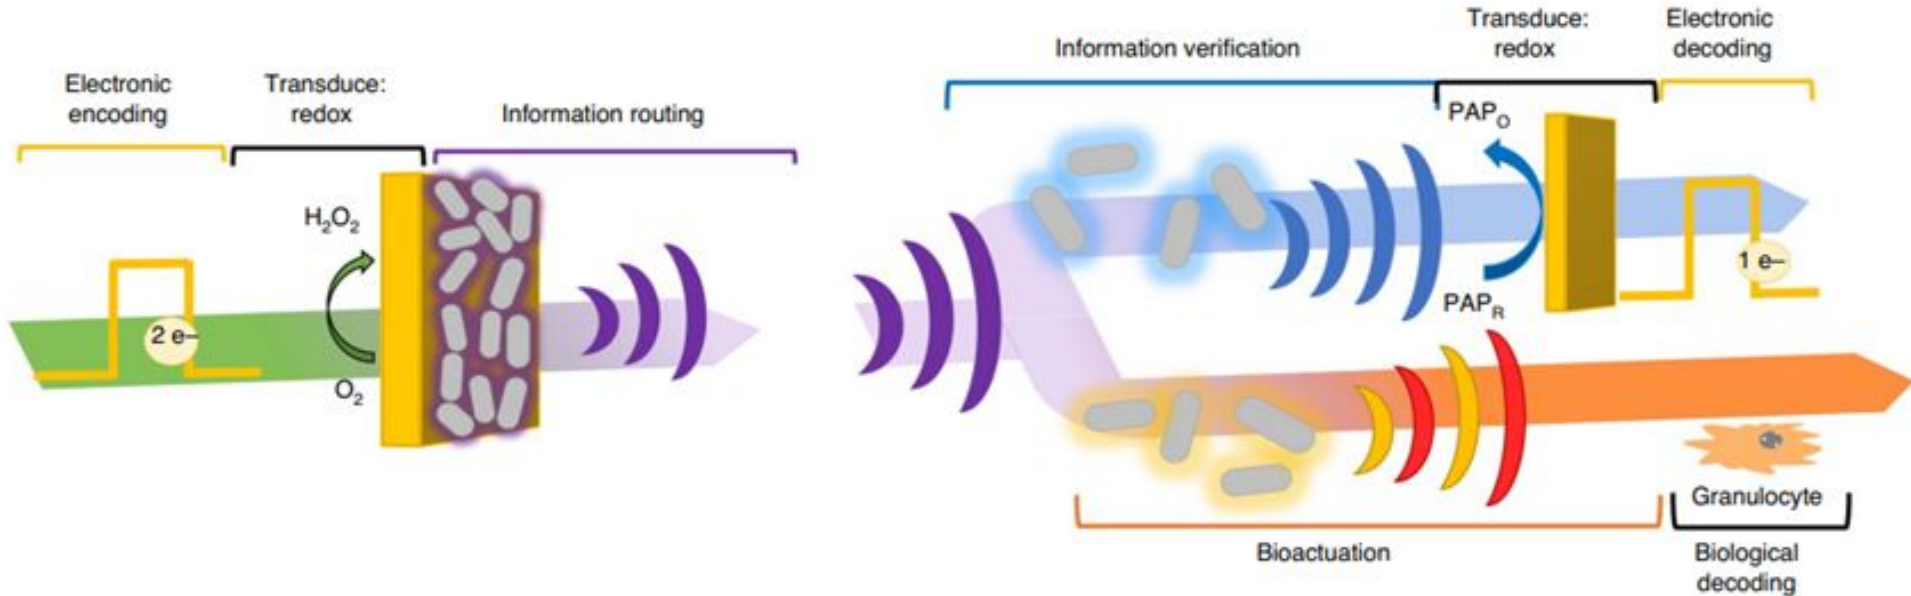 Electronic
encoding
Transduce:
redox
Information routing
H₂O₂
O₂
2 e–
Information verification
Transduce:
redox
Electronic
decoding
PAPO
PAPR
1 e–
Granulocyte
Bioactuation
Biological
decoding